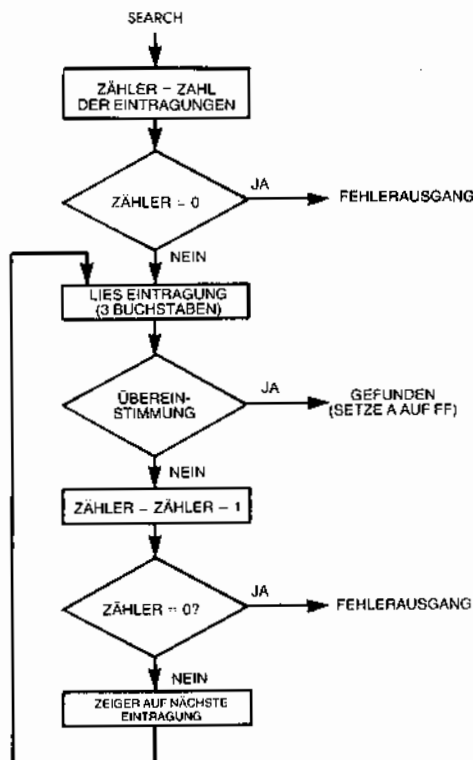 SEARCH
ZÄHLER = ZAHL
DER EINTRAGUNGEN
ZÄHLER = 0
JA
FEHLERAUSGANG
NEIN
LIES EINTRAGUNG
(3 BUCHSTABEN)
ÜBEREIN-
STIMMUNG
JA
GEFUNDEN
(SETZE A AUF FF)
NEIN
ZÄHLER = ZÄHLER - 1
ZÄHLER = 0?
JA
FEHLERAUSGANG
NEIN
ZEIGER AUF NÄCHSTE
EINTRAGUNG